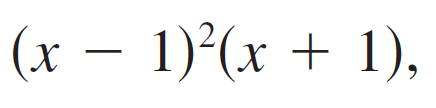 (x − 1)²(x + 1),